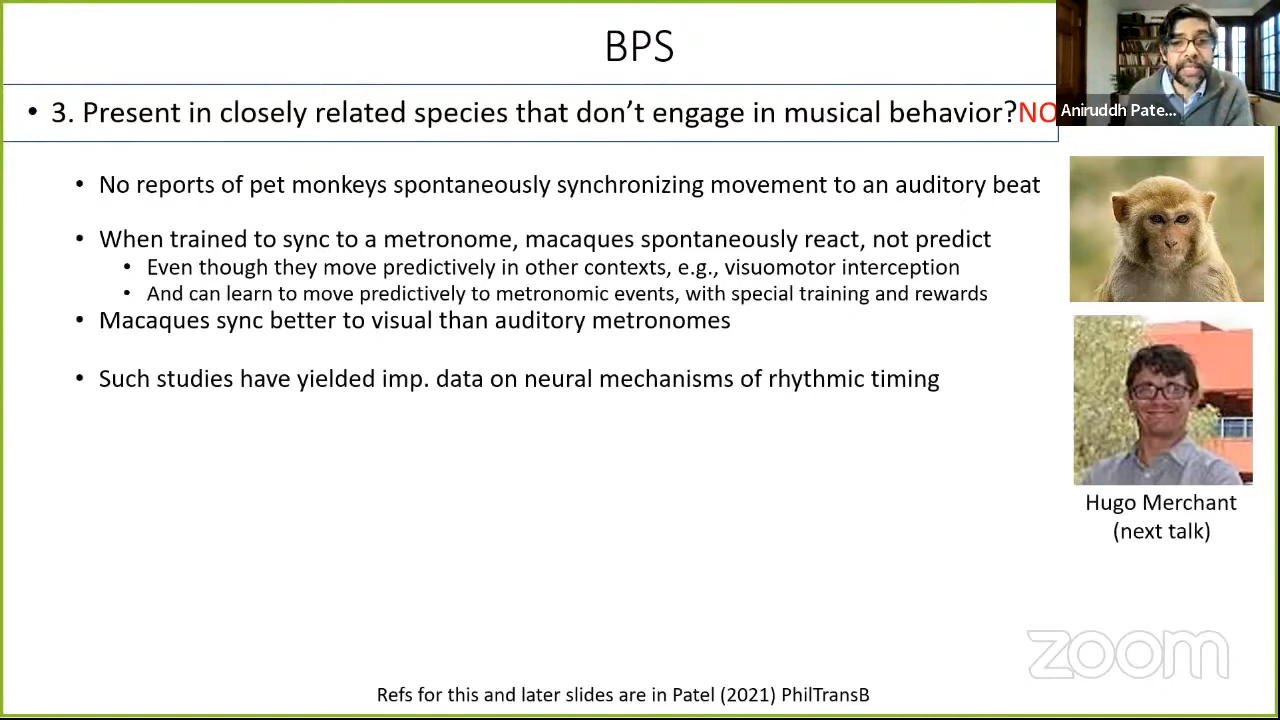 BPS
• 3. Present in closely related species that don’t engage in musical behavior?NO
Aniruddh Pate...
• No reports of pet monkeys spontaneously synchronizing movement to an auditory beat
• When trained to sync to a metronome, macaques spontaneously react, not predict
• Even though they move predictively in other contexts, e.g., visuomotor interception
• And can learn to move predictively to metronomic events, with special training and rewards
• Macaques sync better to visual than auditory metronomes
• Such studies have yielded imp. data on neural mechanisms of rhythmic timing
Hugo Merchant
(next talk)
zoom
Refs for this and later slides are in Patel (2021) PhilTransB